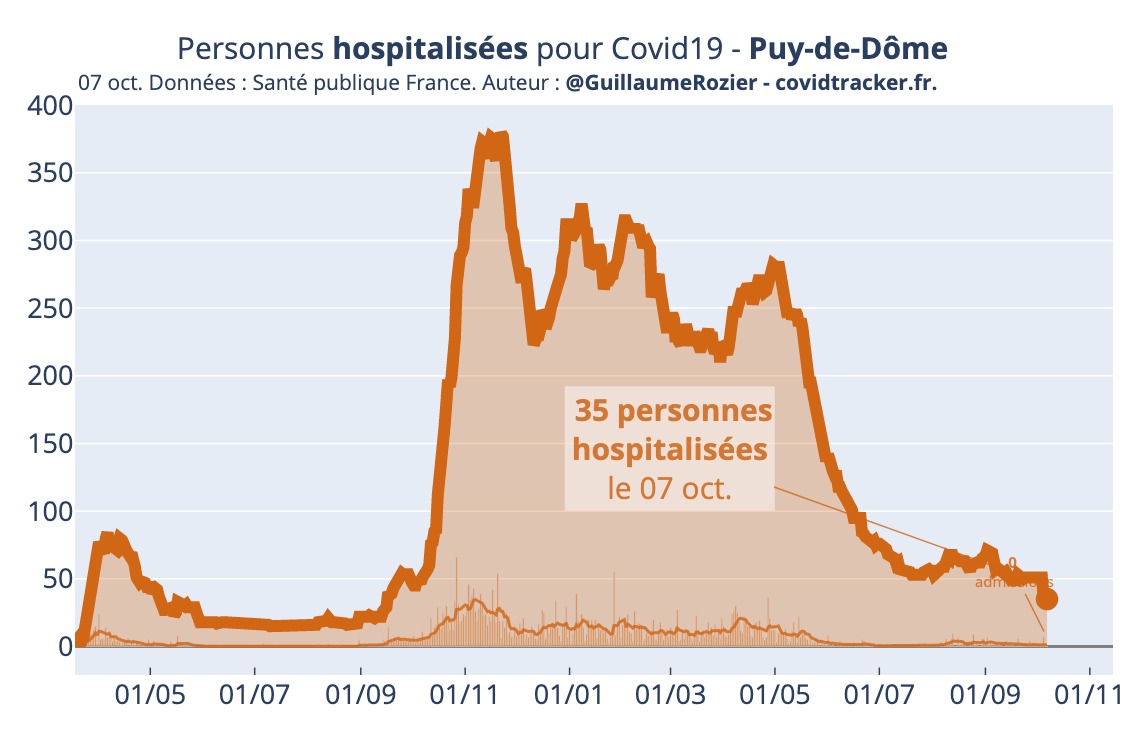 Personnes hospitalisées pour Covid19 - Puy-de-Dôme
07 oct. Données : Santé publique France. Auteur : @GuillaumeRozier - covidtracker.fr.
400
350
300
250
200
150
100
50
0
35 personnes
hospitalisées
le 07 oct.
0
admissions
01/05 01/07 01/09 01/11 01/01 01/03 01/05 01/07 01/09 01/11